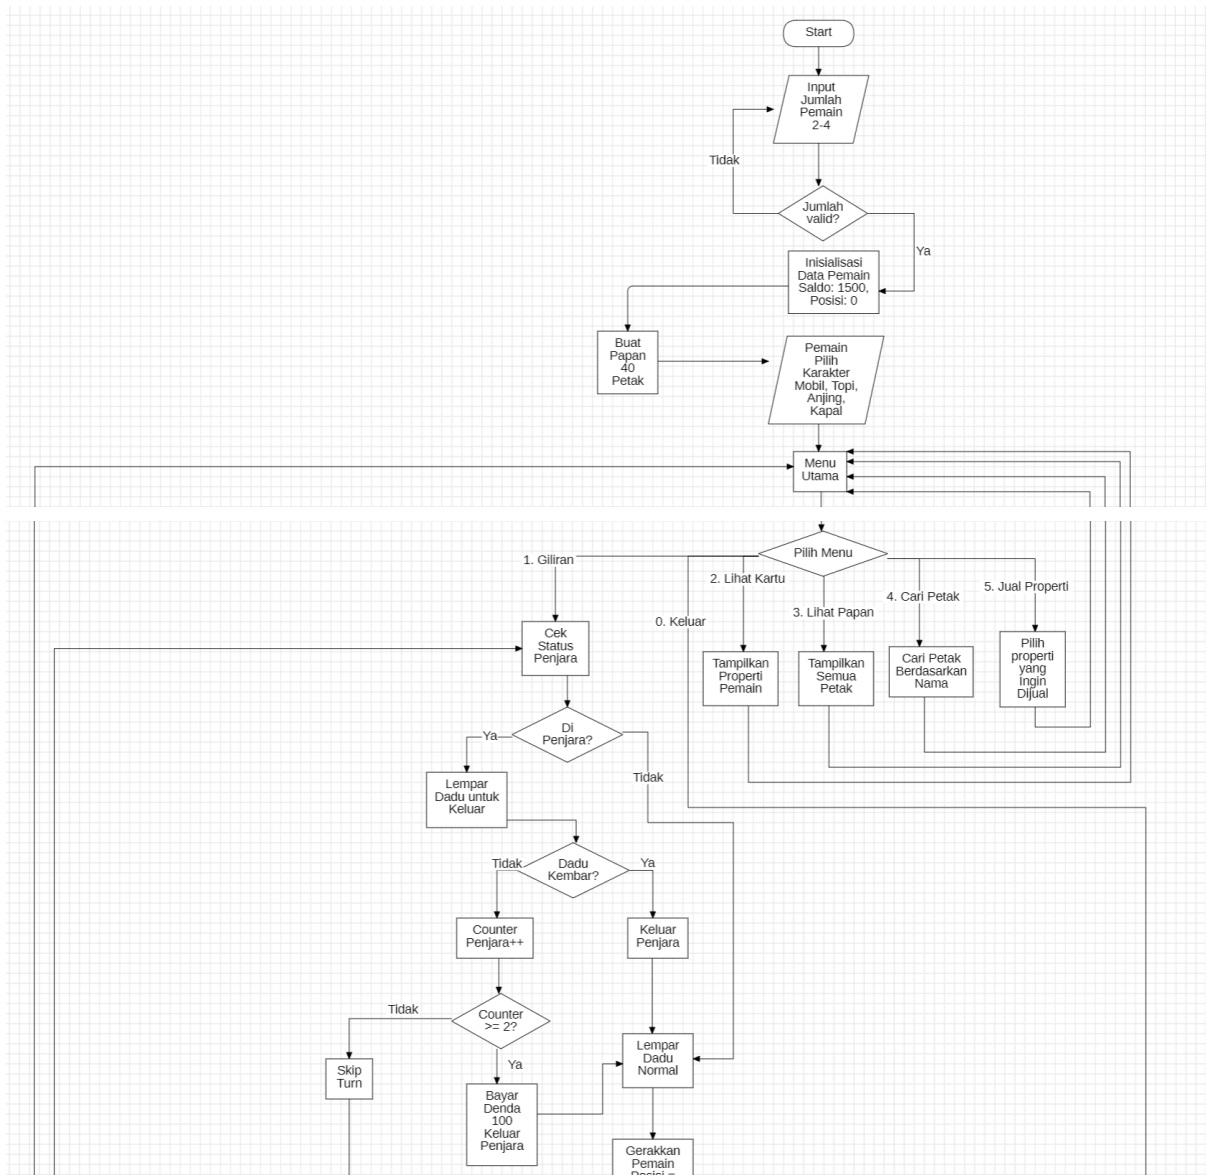 Start
Input
Jumlah
Pemain
2-4
Tidak
Jumlah
valid?
Ya
Inisialisasi
Data Pemain
Saldo: 1500,
Posisi: 0
Buat
Papan
40
Petak
Pemain
Pilih
Karakter
Mobil, Topi,
Anjing,
Kapal
Menu
Utama
Pilih Menu
1. Giliran
2. Lihat Kartu
5. Jual Properti
4. Cari Petak
3. Lihat Papan
0. Keluar
Cek
Status
Penjara
Tampilkan
Properti
Pemain
Tampilkan
Semua
Petak
Cari Petak
Berdasarkan
Nama
Pilih
properti
yang
Ingin
Dijual
Di
Penjara?
Ya
Tidak
Lempar
Dadu untuk
Keluar
Dadu
Kembar?
Tidak
Ya
Counter
Penjara++
Keluar
Penjara
Counter
>= 2?
Tidak
Ya
Skip
Turn
Lempar
Dadu
Normal
Bayar
Denda
100
Keluar
Penjara
Gerakkan
Pemain
Posisi =